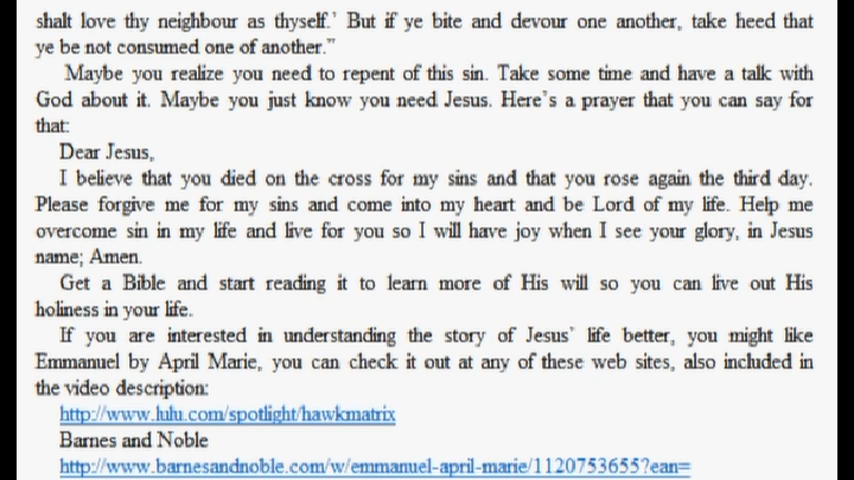 shalt love thy neighbour as thyself.' But if ye bite and devour one another, take heed that
ye be not consumed one of another."
Maybe you realize you need to repent of this sin. Take some time and have a talk with
God about it. Maybe you just know you need Jesus. Here's a prayer that you can say for
that:
Dear Jesus,
I believe that you died on the cross for my sins and that you rose again the third day.
Please forgive me for my sins and come into my heart and be Lord of my life. Help me
overcome sin in my life and live for you so I will have joy when I see your glory, in Jesus
name; Amen.
Get a Bible and start reading it to learn more of His will so you can live out His
holiness in your life.
If you are interested in understanding the story of Jesus' life better, you might like
Emmanuel by April Marie, you can check it out at any of these web sites, also included in
the video description:
http://www.lulu.com/spotlight/hawkmatrix
Barnes and Noble
http://www.barnesandnoble.com/w/emmanuel-april-marie/1120753655?ean=